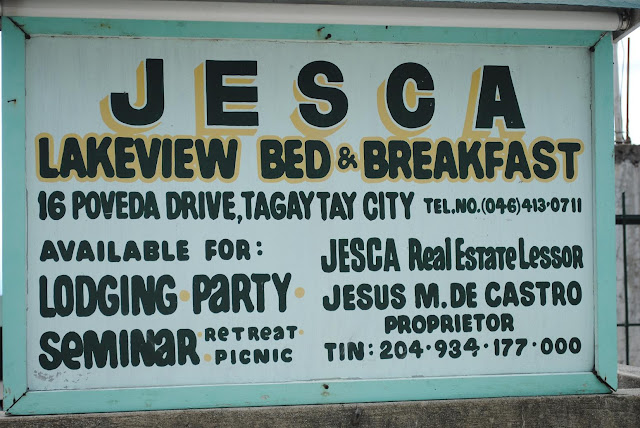 JESCA
LAKEVIEW BED & BREAKFAST
16 POVEDA DRIVE, TAGAYTAY CITY TEL.NO.(046)413-0711
AVAILABLE FOR:
LODGING · PARTY ·
SEMINAR · RETREAT ·
· PICNIC
JESCA Real Estate Lessor
JESUS M. DE CASTRO
PROPRIETOR
TIN: 204-934-177-000